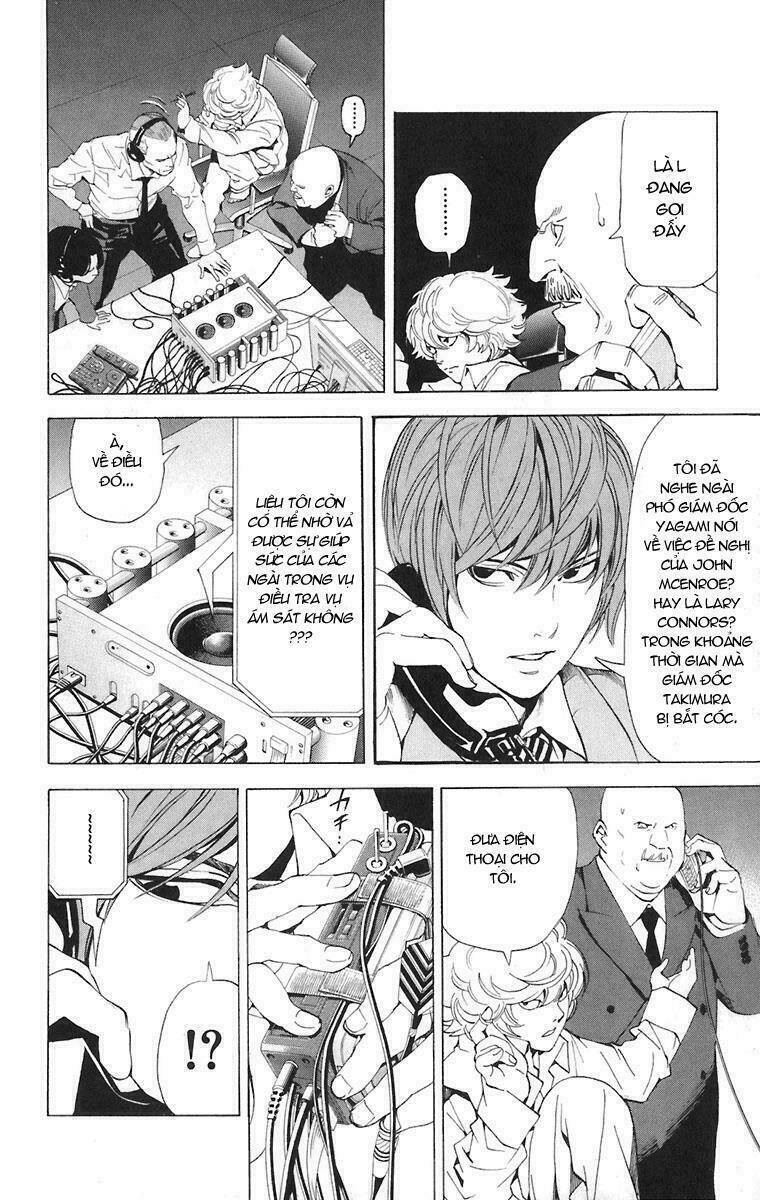 LÀ L
ĐANG
GỌI
ĐẤY
.........
.........
TÔI ĐÃ
NGHE NGÀI
PHÓ GIÁM ĐỐC
YAGAMI NÓI
VỀ VIỆC ĐỀ NGHỊ
CỦA JOHN
MCENROE?
HAY LÀ LARY
CONNORS?
TRONG KHOẢNG
THỜI GIAN MÀ
GIÁM ĐỐC
TAKIMURA
BỊ BẮT CÓC.
LIỆU TÔI CÒN
CÓ THỂ NHỜ VẢ
ĐƯỢC SỰ GIÚP
SỨC CỦA CÁC
NGÀI TRONG VỤ
ĐIỀU TRA VỤ
ÁM SÁT KHÔNG
???
À,
VỀ ĐIỀU
ĐÓ...
ĐƯA ĐIỆN
THOẠI CHO
TÔI.
カチ..
~~~~~
!?